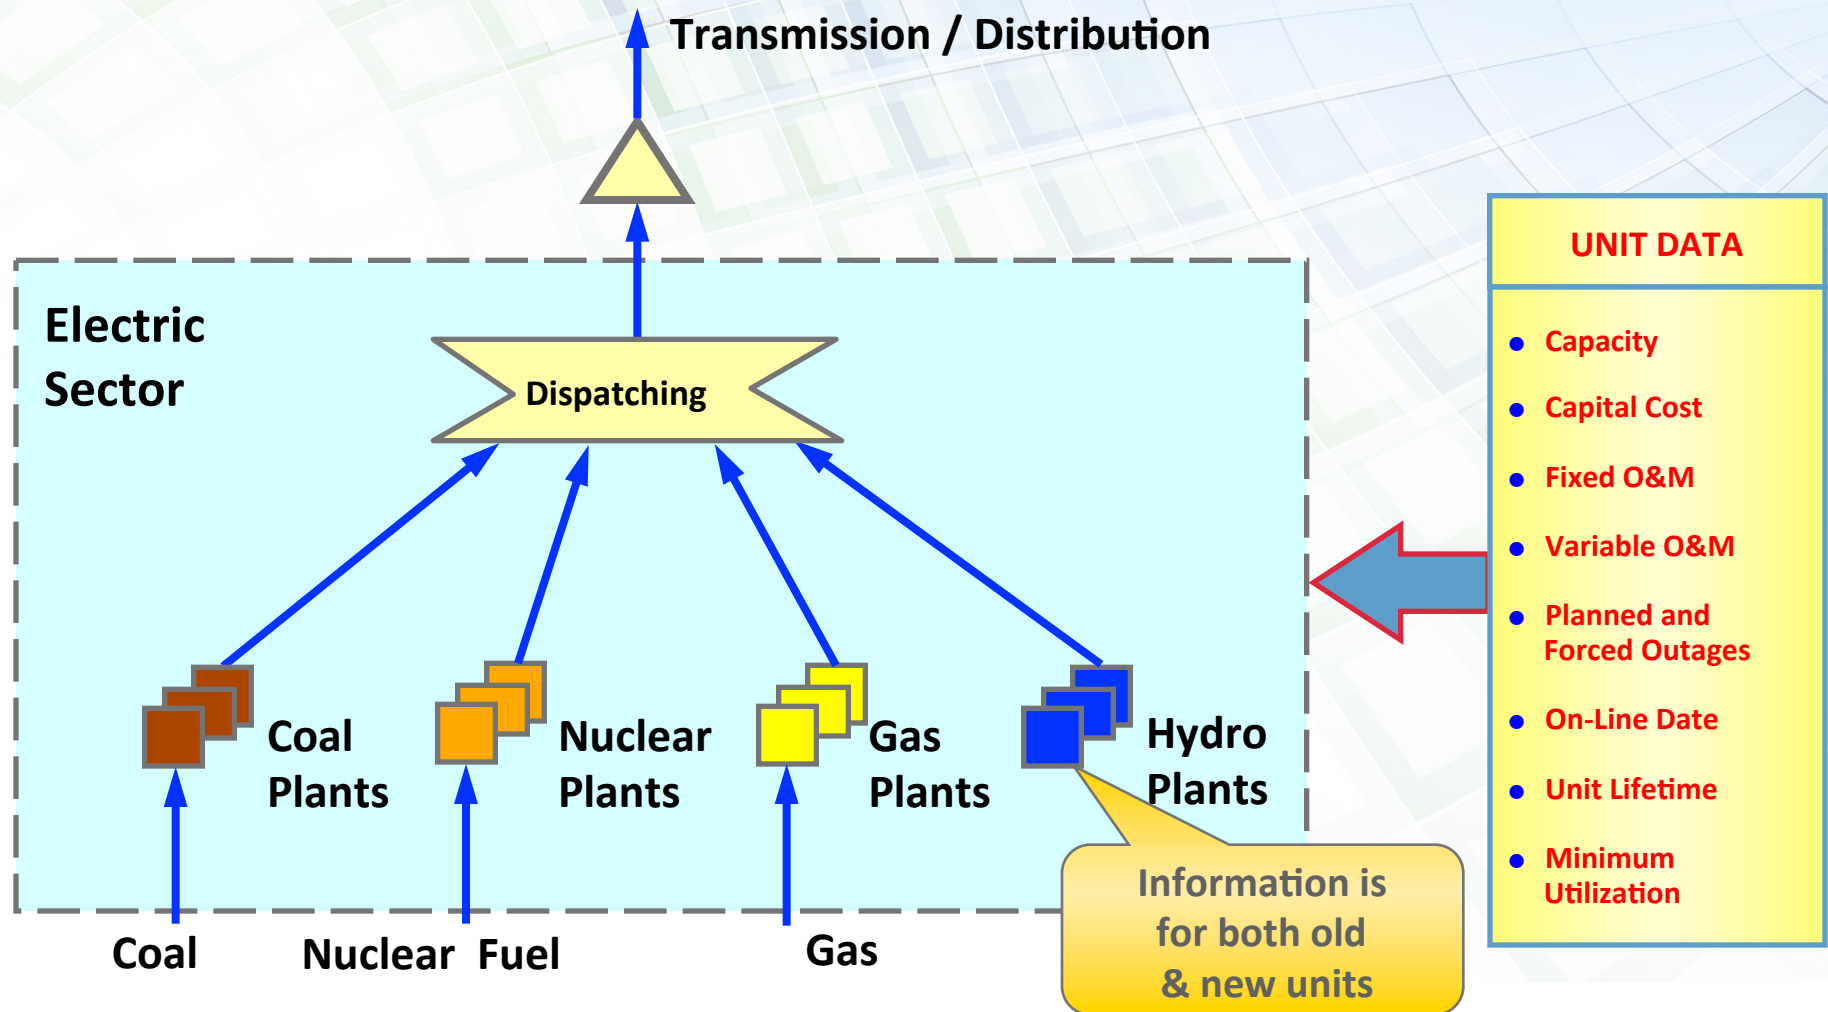 Transmission / Distribution
Electric
Sector
Dispatching
Coal
Plants
Nuclear
Plants
Gas
Plants
Hydro
Plants
Coal
Nuclear Fuel
Gas
Information is
for both old
& new units
UNIT DATA
Capacity
Capital Cost
Fixed O&M
Variable O&M
Planned and
Forced Outages
On-Line Date
Unit Lifetime
Minimum
Utilization